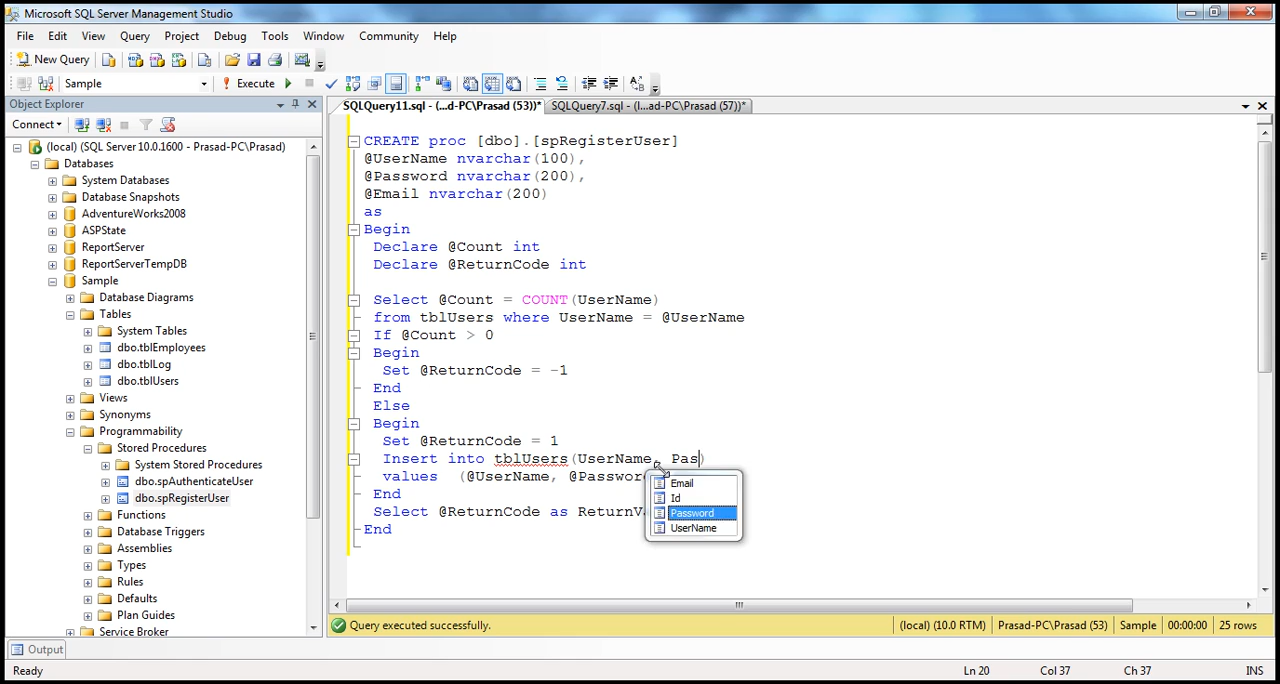 Microsoft SQL Server Management Studio
File Edit View Query Project Debug Tools Window Community Help
New Query
Sample Execute
Object Explorer
SQLQuery11.sql - (...d-PC\Prasad (53))* SQLQuery7.sql - (l...ad-PC\Prasad (57))*
Connect
(local) (SQL Server 10.0.1600 - Prasad-PC\Prasad)
Databases
System Databases
Database Snapshots
AdventureWorks2008
ASPState
ReportServer
ReportServerTempDB
Sample
Database Diagrams
Tables
System Tables
dbo.tblEmployees
dbo.tblLog
dbo.tblUsers
Views
Synonyms
Programmability
Stored Procedures
System Stored Procedures
dbo.spAuthenticateUser
dbo.spRegisterUser
Functions
Database Triggers
Assemblies
Types
Rules
Defaults
Plan Guides
Service Broker
CREATE proc [dbo].[spRegisterUser]
@UserName nvarchar(100),
@Password nvarchar(200),
@Email nvarchar(200)
as
Begin
Declare @Count int
Declare @ReturnCode int
Select @Count = COUNT(UserName)
from tblUsers where UserName = @UserName
If @Count > 0
Begin
Set @ReturnCode = -1
End
Else
Begin
Set @ReturnCode = 1
Insert into tblUsers(UserName, Pas)
values (@UserName, @Password
End
Select @ReturnCode as ReturnVa
End
Email
Id
Password
UserName
Query executed successfully. (local) (10.0 RTM) Prasad-PC\Prasad (53) Sample 00:00:00 25 rows
Output
Ready Ln 20 Col 37 Ch 37 INS